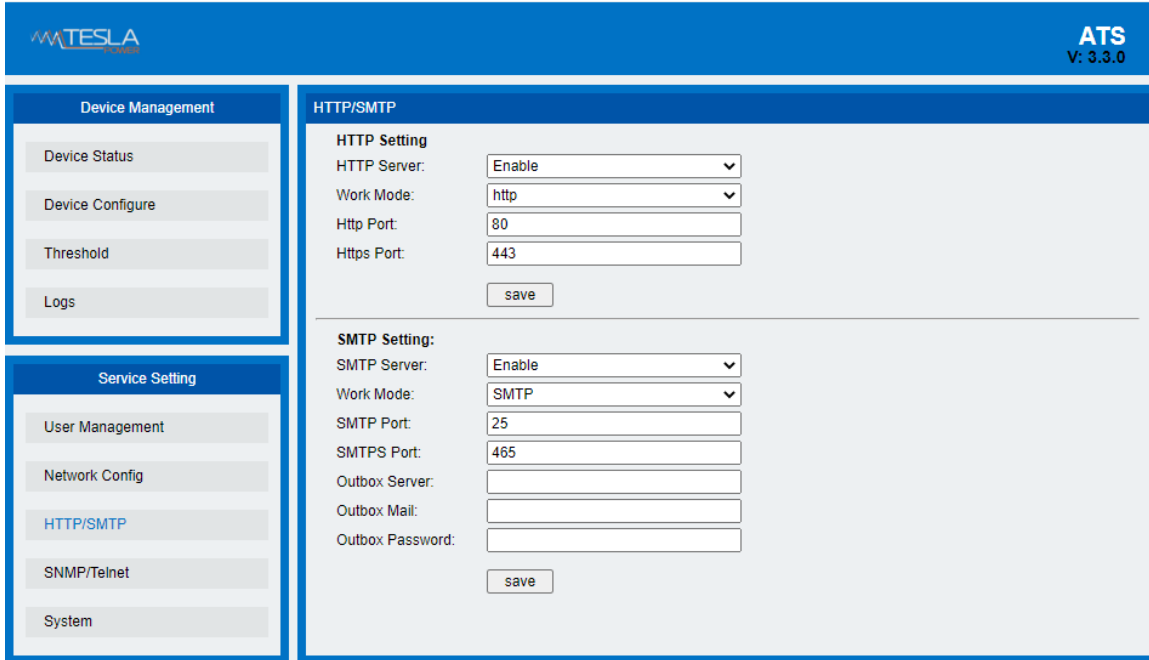 TESLA
POWER
ATS
V: 3.3.0
Device Management
Device Status
Device Configure
Threshold
Logs
Service Setting
User Management
Network Config
HTTP/SMTP
SNMP/Telnet
System
HTTP/SMTP
HTTP Setting
HTTP Server: Enable
Work Mode: http
Http Port: 80
Https Port: 443
save
SMTP Setting:
SMTP Server: Enable
Work Mode: SMTP
SMTP Port: 25
SMTPS Port: 465
Outbox Server:
Outbox Mail:
Outbox Password:
save